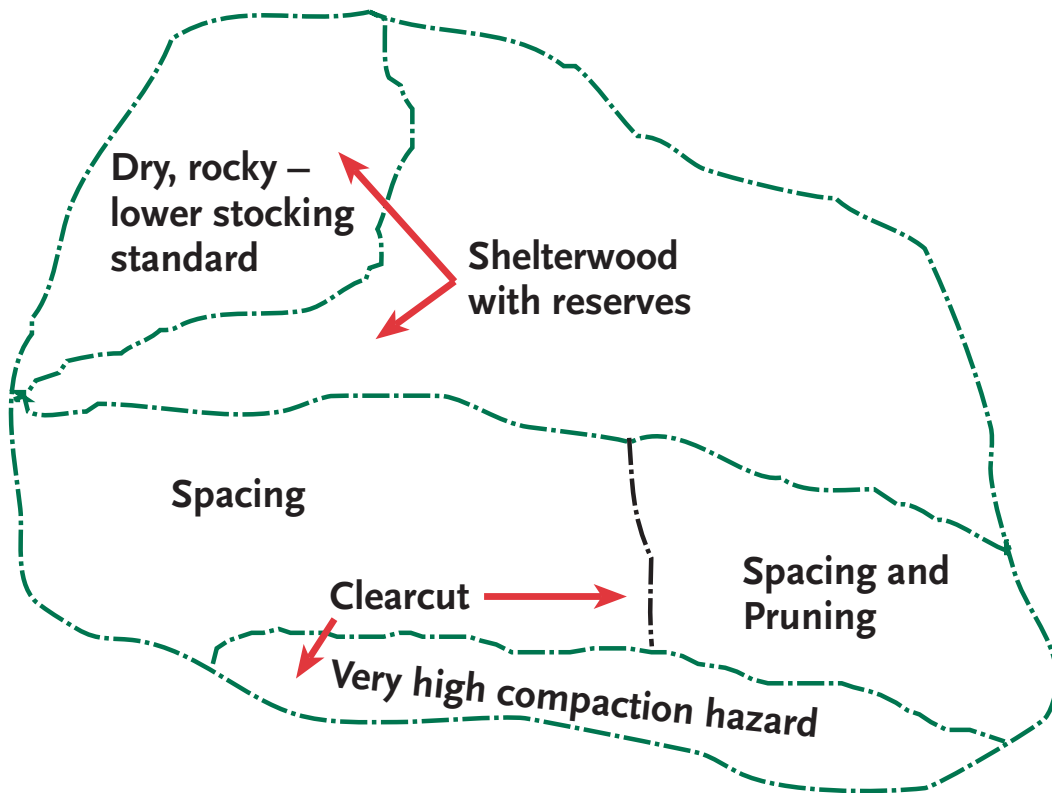 Dry, rocky –
lower stocking
standard
Shelterwood
with reserves
Spacing
Clearcut
Spacing and
Pruning
Very high compaction hazard